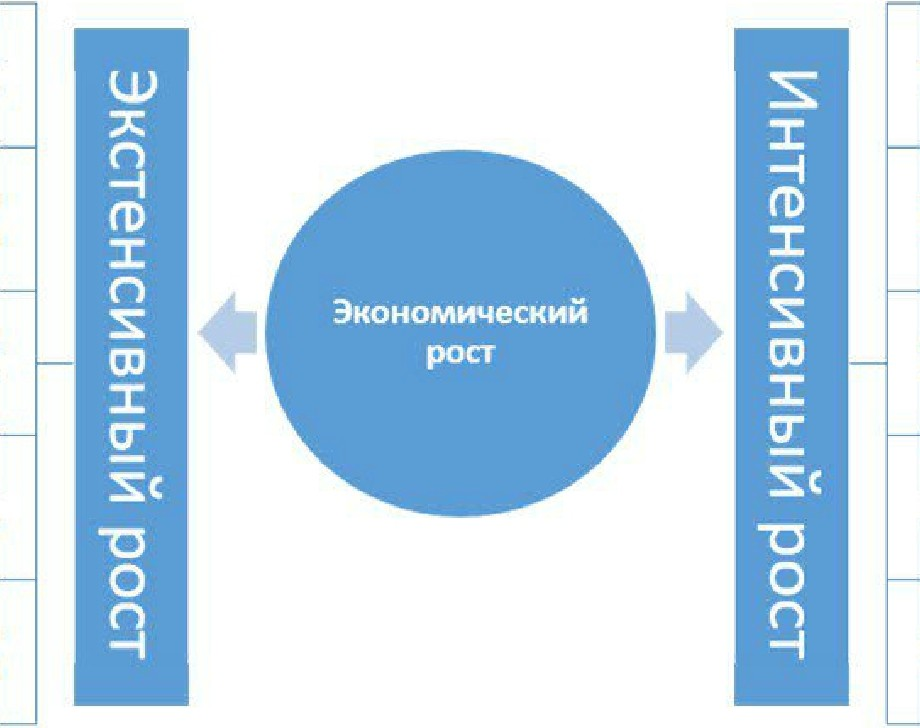 Экстенсивный рост
Экономический
рост
Интенсивный рост